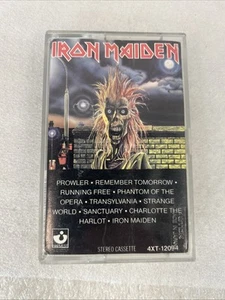 IRON MAIDEN
PROWLER • REMEMBER TOMORROW •
RUNNING FREE • PHANTOM OF THE
OPERA • TRANSYLVANIA • STRANGE
WORLD • SANCTUARY • CHARLOTTE THE
HARLOT • IRON MAIDEN
STEREO CASSETTE
4XT-12094